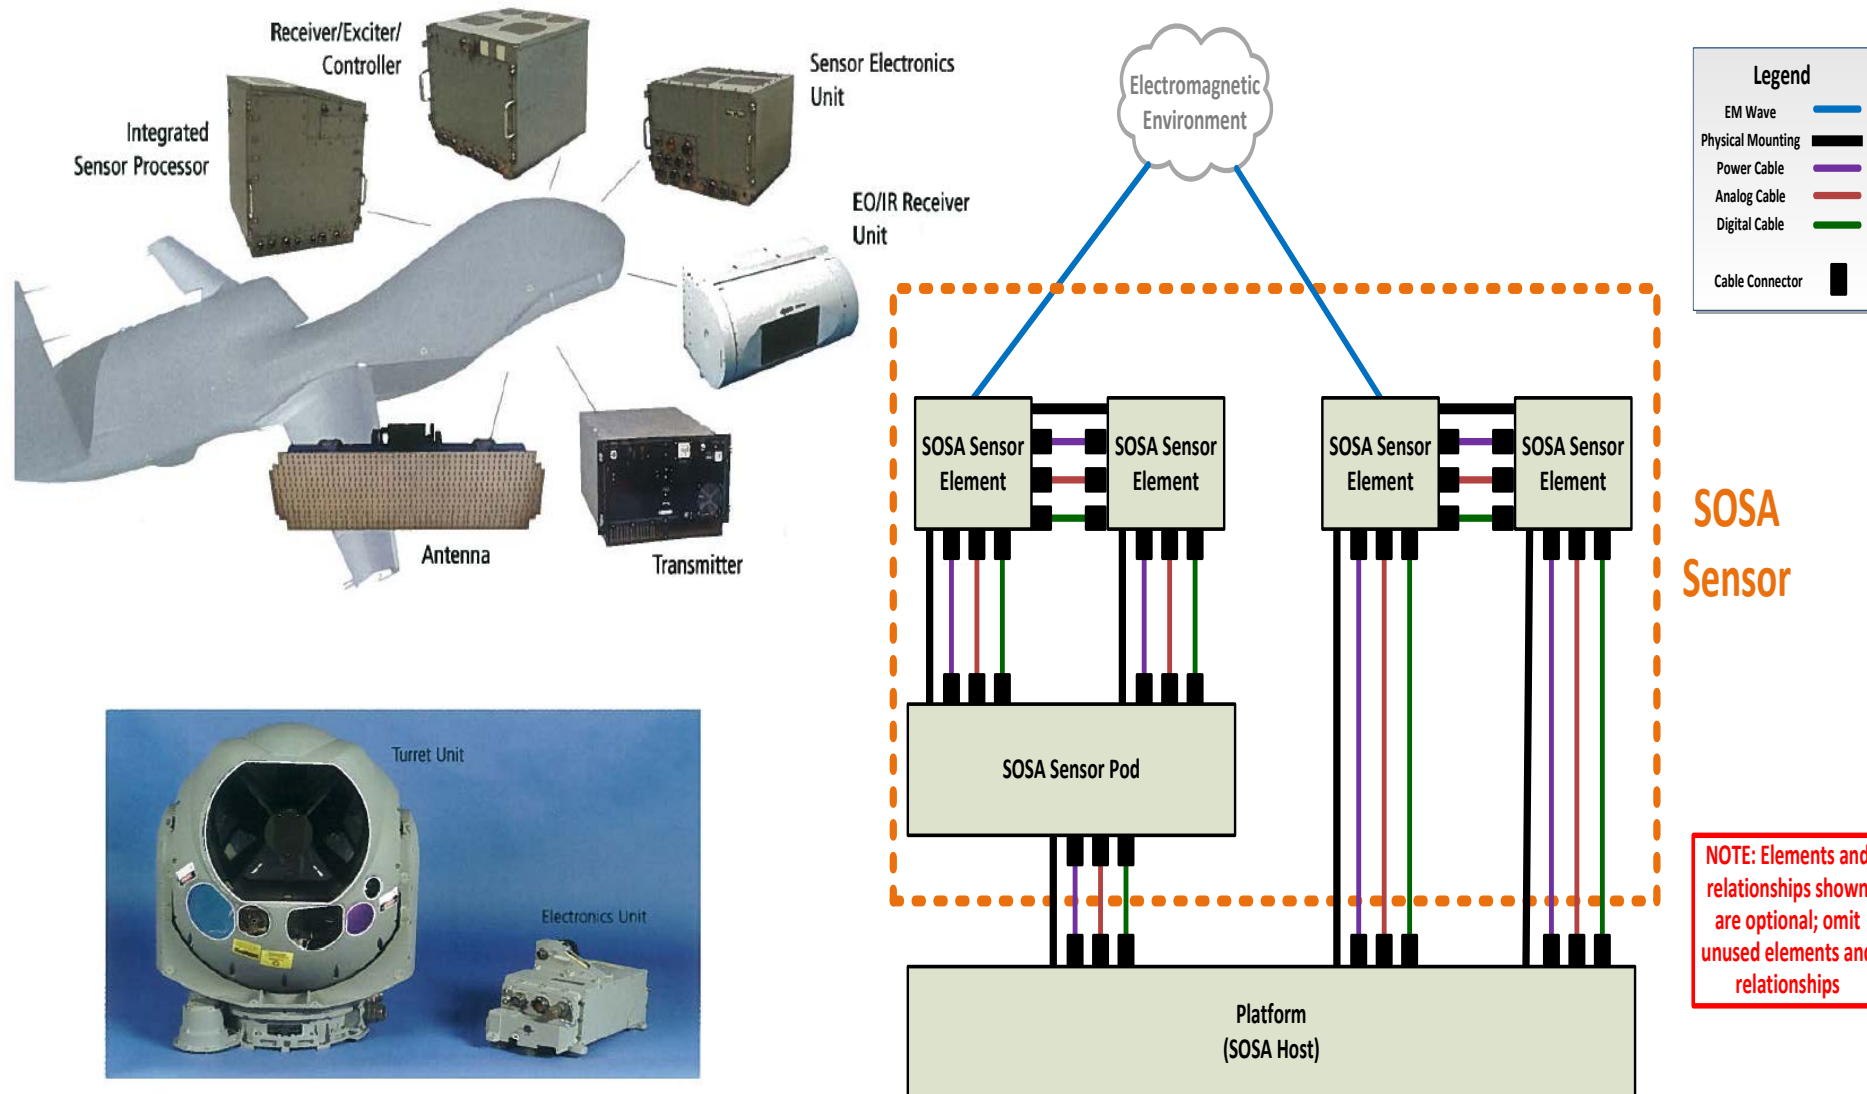 Receiver/Exciter/
Controller
Sensor Electronics
Unit
Integrated
Sensor Processor
EO/IR Receiver
Unit
Antenna
Transmitter
Turret Unit
Electronics Unit
Electromagnetic
Environment
SOSA Sensor
Element
SOSA Sensor
Element
SOSA Sensor
Element
SOSA Sensor
Element
SOSA Sensor Pod
Platform
(SOSA Host)
SOSA
Sensor
Legend
EM Wave
Physical Mounting
Power Cable
Analog Cable
Digital Cable
Cable Connector
NOTE: Elements and
relationships shown
are optional; omit
unused elements and
relationships